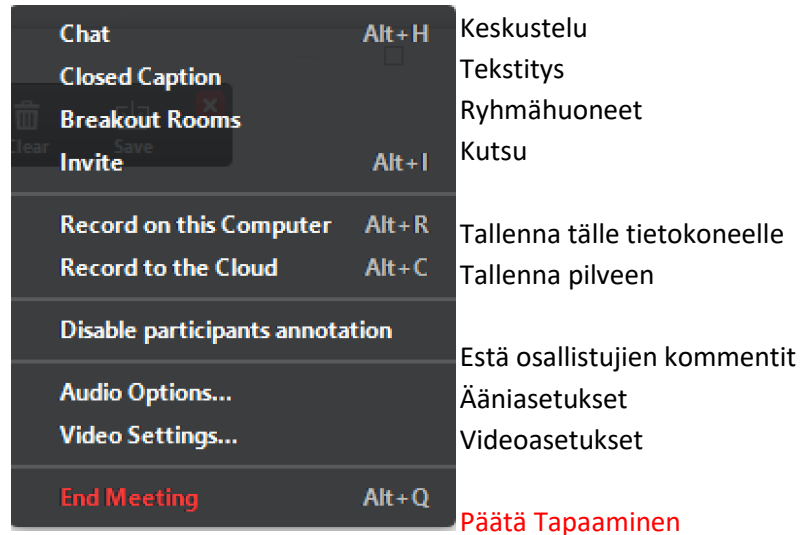 Chat Alt+H Keskustelu
Closed Caption Tekstitys
Breakout Rooms Ryhmähuoneet
Clear Save
Invite Alt+I Kutsu
Record on this Computer Alt+R Tallenna tälle tietokoneelle
Record to the Cloud Alt+C Tallenna pilveen
Disable participants annotation Estä osallistujien kommentit
Audio Options... Ääniasetukset
Video Settings... Videoasetukset
End Meeting Alt+Q Päätä Tapaaminen